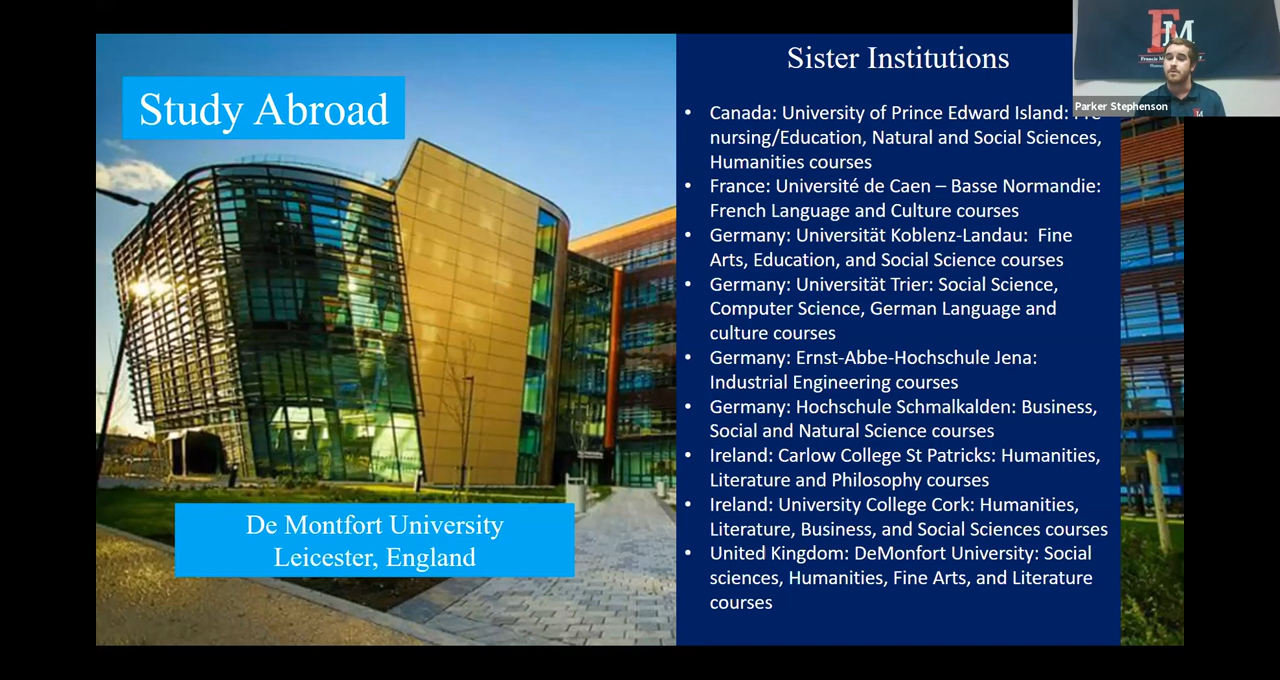 Study Abroad
De Montfort University
Leicester, England
Sister Institutions
• Canada: University of Prince Edward Island:
nursing/Education, Natural and Social Sciences,
Humanities courses
• France: Université de Caen – Basse Normandie:
French Language and Culture courses
• Germany: Universität Koblenz-Landau:  Fine
Arts, Education, and Social Science courses
• Germany: Universität Trier: Social Science,
Computer Science, German Language and
culture courses
• Germany: Ernst-Abbe-Hochschule Jena:
Industrial Engineering courses
• Germany: Hochschule Schmalkalden: Business,
Social and Natural Science courses
• Ireland: Carlow College St Patricks: Humanities,
Literature and Philosophy courses
• Ireland: University College Cork: Humanities,
Literature, Business, and Social Sciences courses
• United Kingdom: DeMonfort University: Social
sciences, Humanities, Fine Arts, and Literature
courses
FM
Francis M
Parker Stephenson